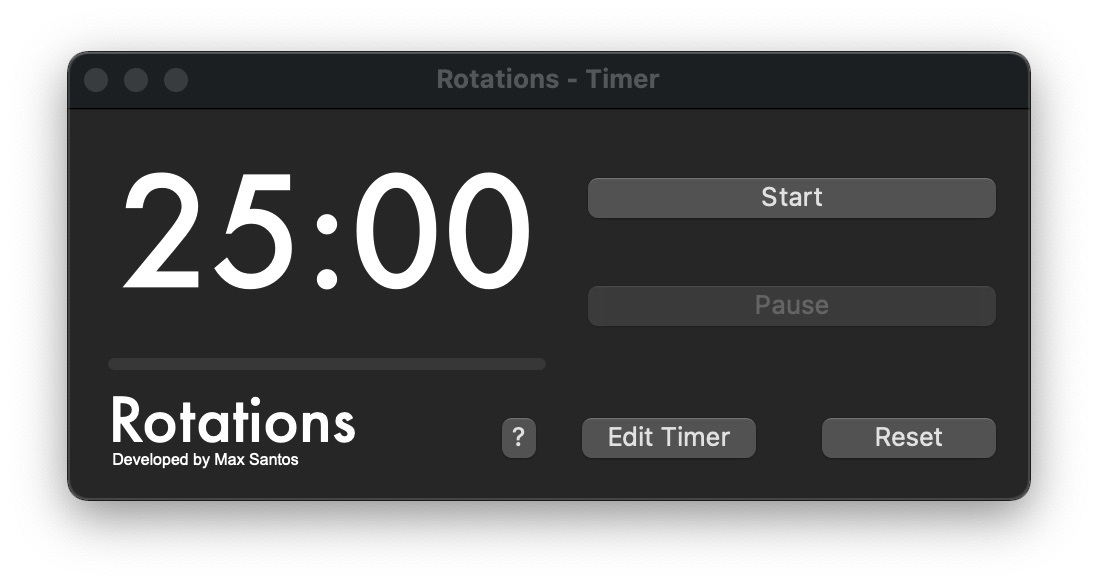 Rotations - Timer
25:00
Start
Pause
Rotations
Developed by Max Santos
?
Edit Timer
Reset